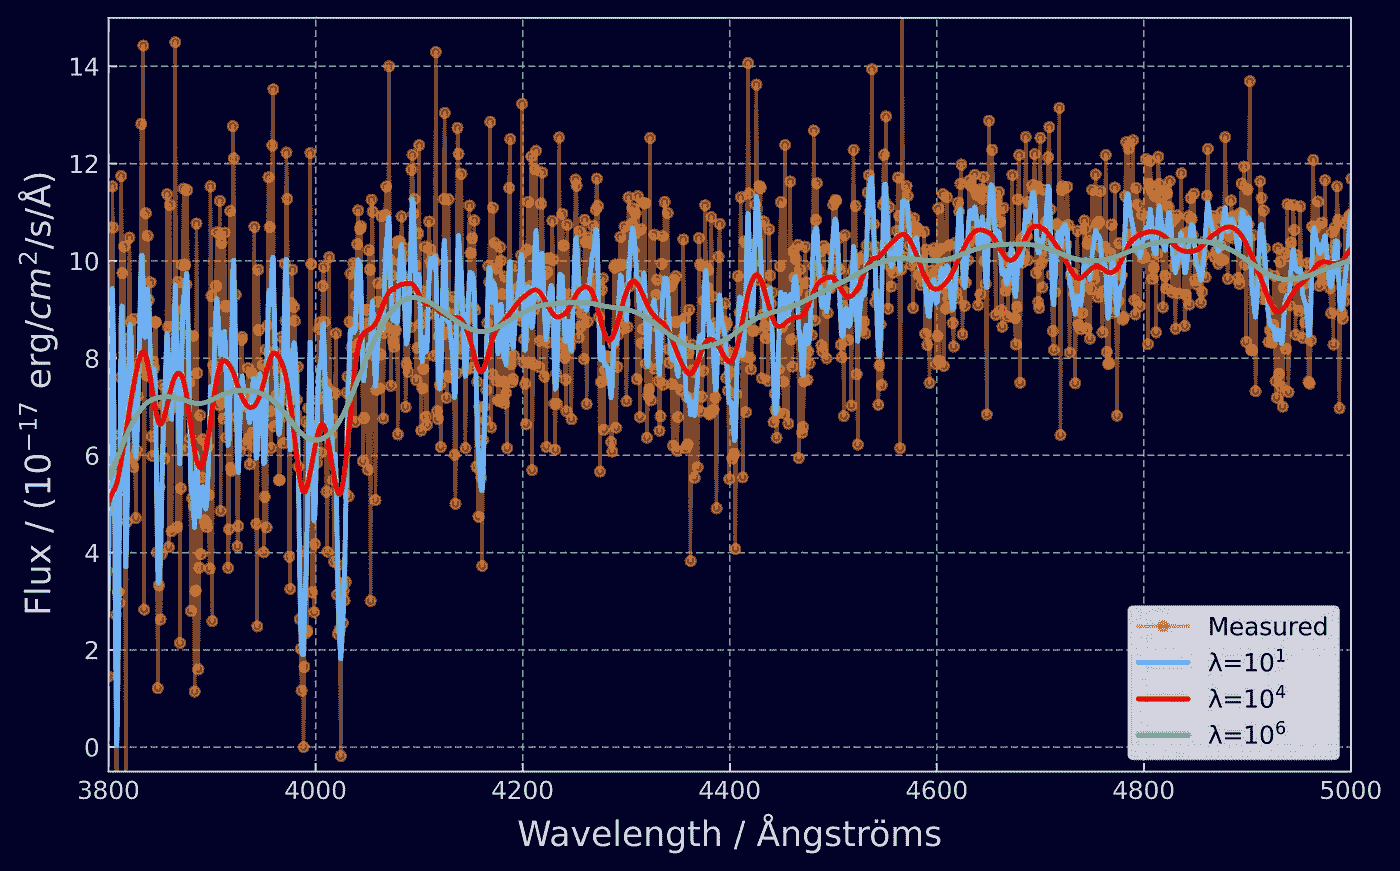 Flux / (10⁻¹⁷ erg/cm²/s/Å)
14
12
10
8
6
4
2
0
Measured
λ=10¹
λ=10⁴
λ=10⁶
3800 4000 4200 4400 4600 4800 5000
Wavelength / Ångströms